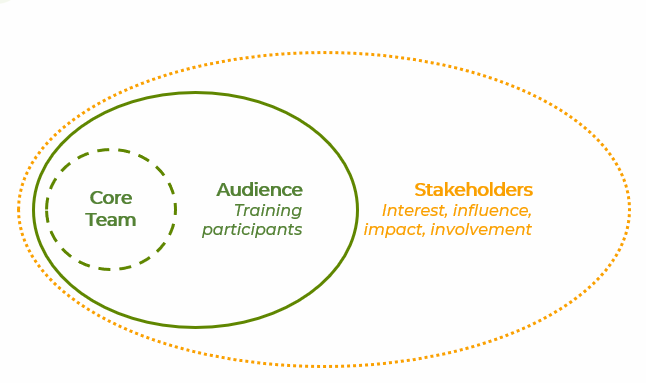 Core
Team
Audience
Training
participants
Stakeholders
Interest, influence,
impact, involvement